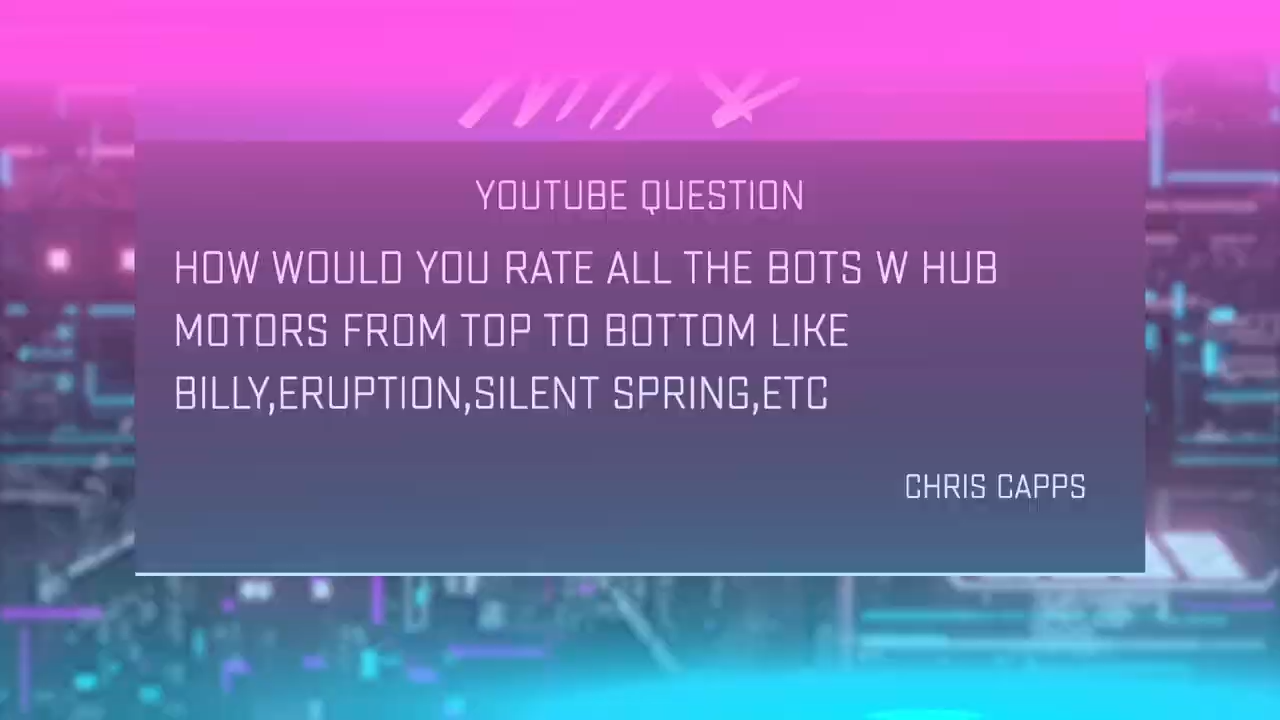 YOUTUBE QUESTION
HOW WOULD YOU RATE ALL THE BOTS W HUB
MOTORS FROM TOP TO BOTTOM LIKE
BILLY,ERUPTION,SILENT SPRING,ETC
CHRIS CAPPS